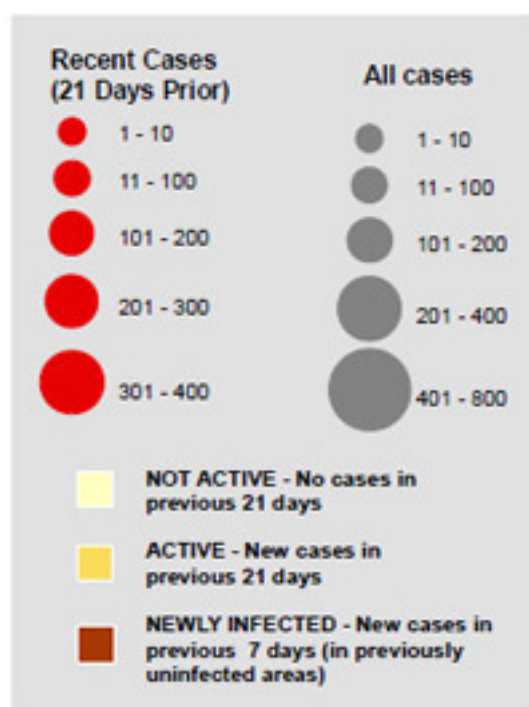 Recent Cases
(21 Days Prior)
1 - 10
11 - 100
101 - 200
201 - 300
301 - 400
All cases
1 - 10
11 - 100
101 - 200
201 - 400
401 - 800
NOT ACTIVE - No cases in
previous 21 days
ACTIVE - New cases in
previous 21 days
NEWLY INFECTED - New cases in
previous 7 days (in previously
uninfected areas)